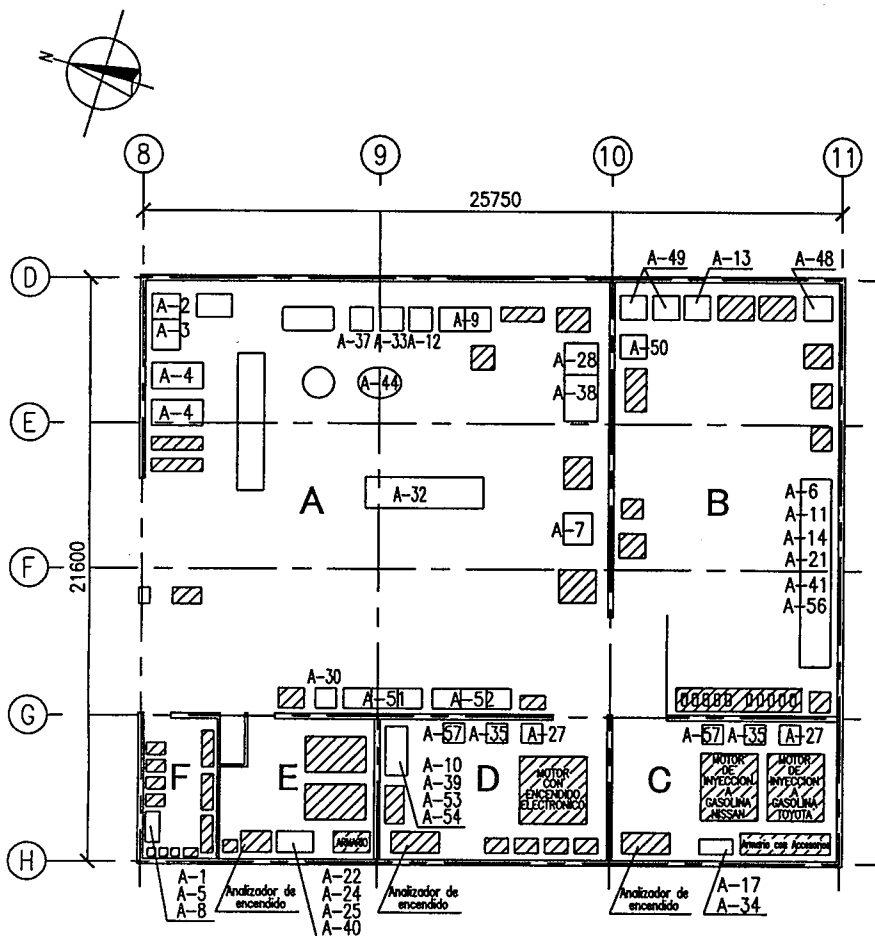 N
8
9
10
11
25750
A-49
A-13
A-48
D
A-2
A-3
A-9
A-37
A-33
A-12
A-50
A-28
A-4
A-44
A-38
A-4
E
A
A-32
B
A-6
A-11
A-7
A-14
A-21
F
21600
A-41
A-56
A-30
A-51
A-52
G
A-57
A-35
A-27
A-57
A-35
A-27
F
E
A-10
A-39
A-53
A-54
D
MOTOR
CON
ENCENDIDO
ELECTRONICO
C
MOTOR
DE
INYECCION
A
GASOLINA
NISSAN
MOTOR
DE
INYECCION
A
GASOLINA
TOYOTA
ARMARIO
Armario con Accesorios
H
A-1
A-5
A-8
Analizador de
encendido
A-22
A-24
A-25
A-40
Analizador de
encendido
Analizador de
encendido
A-17
A-34